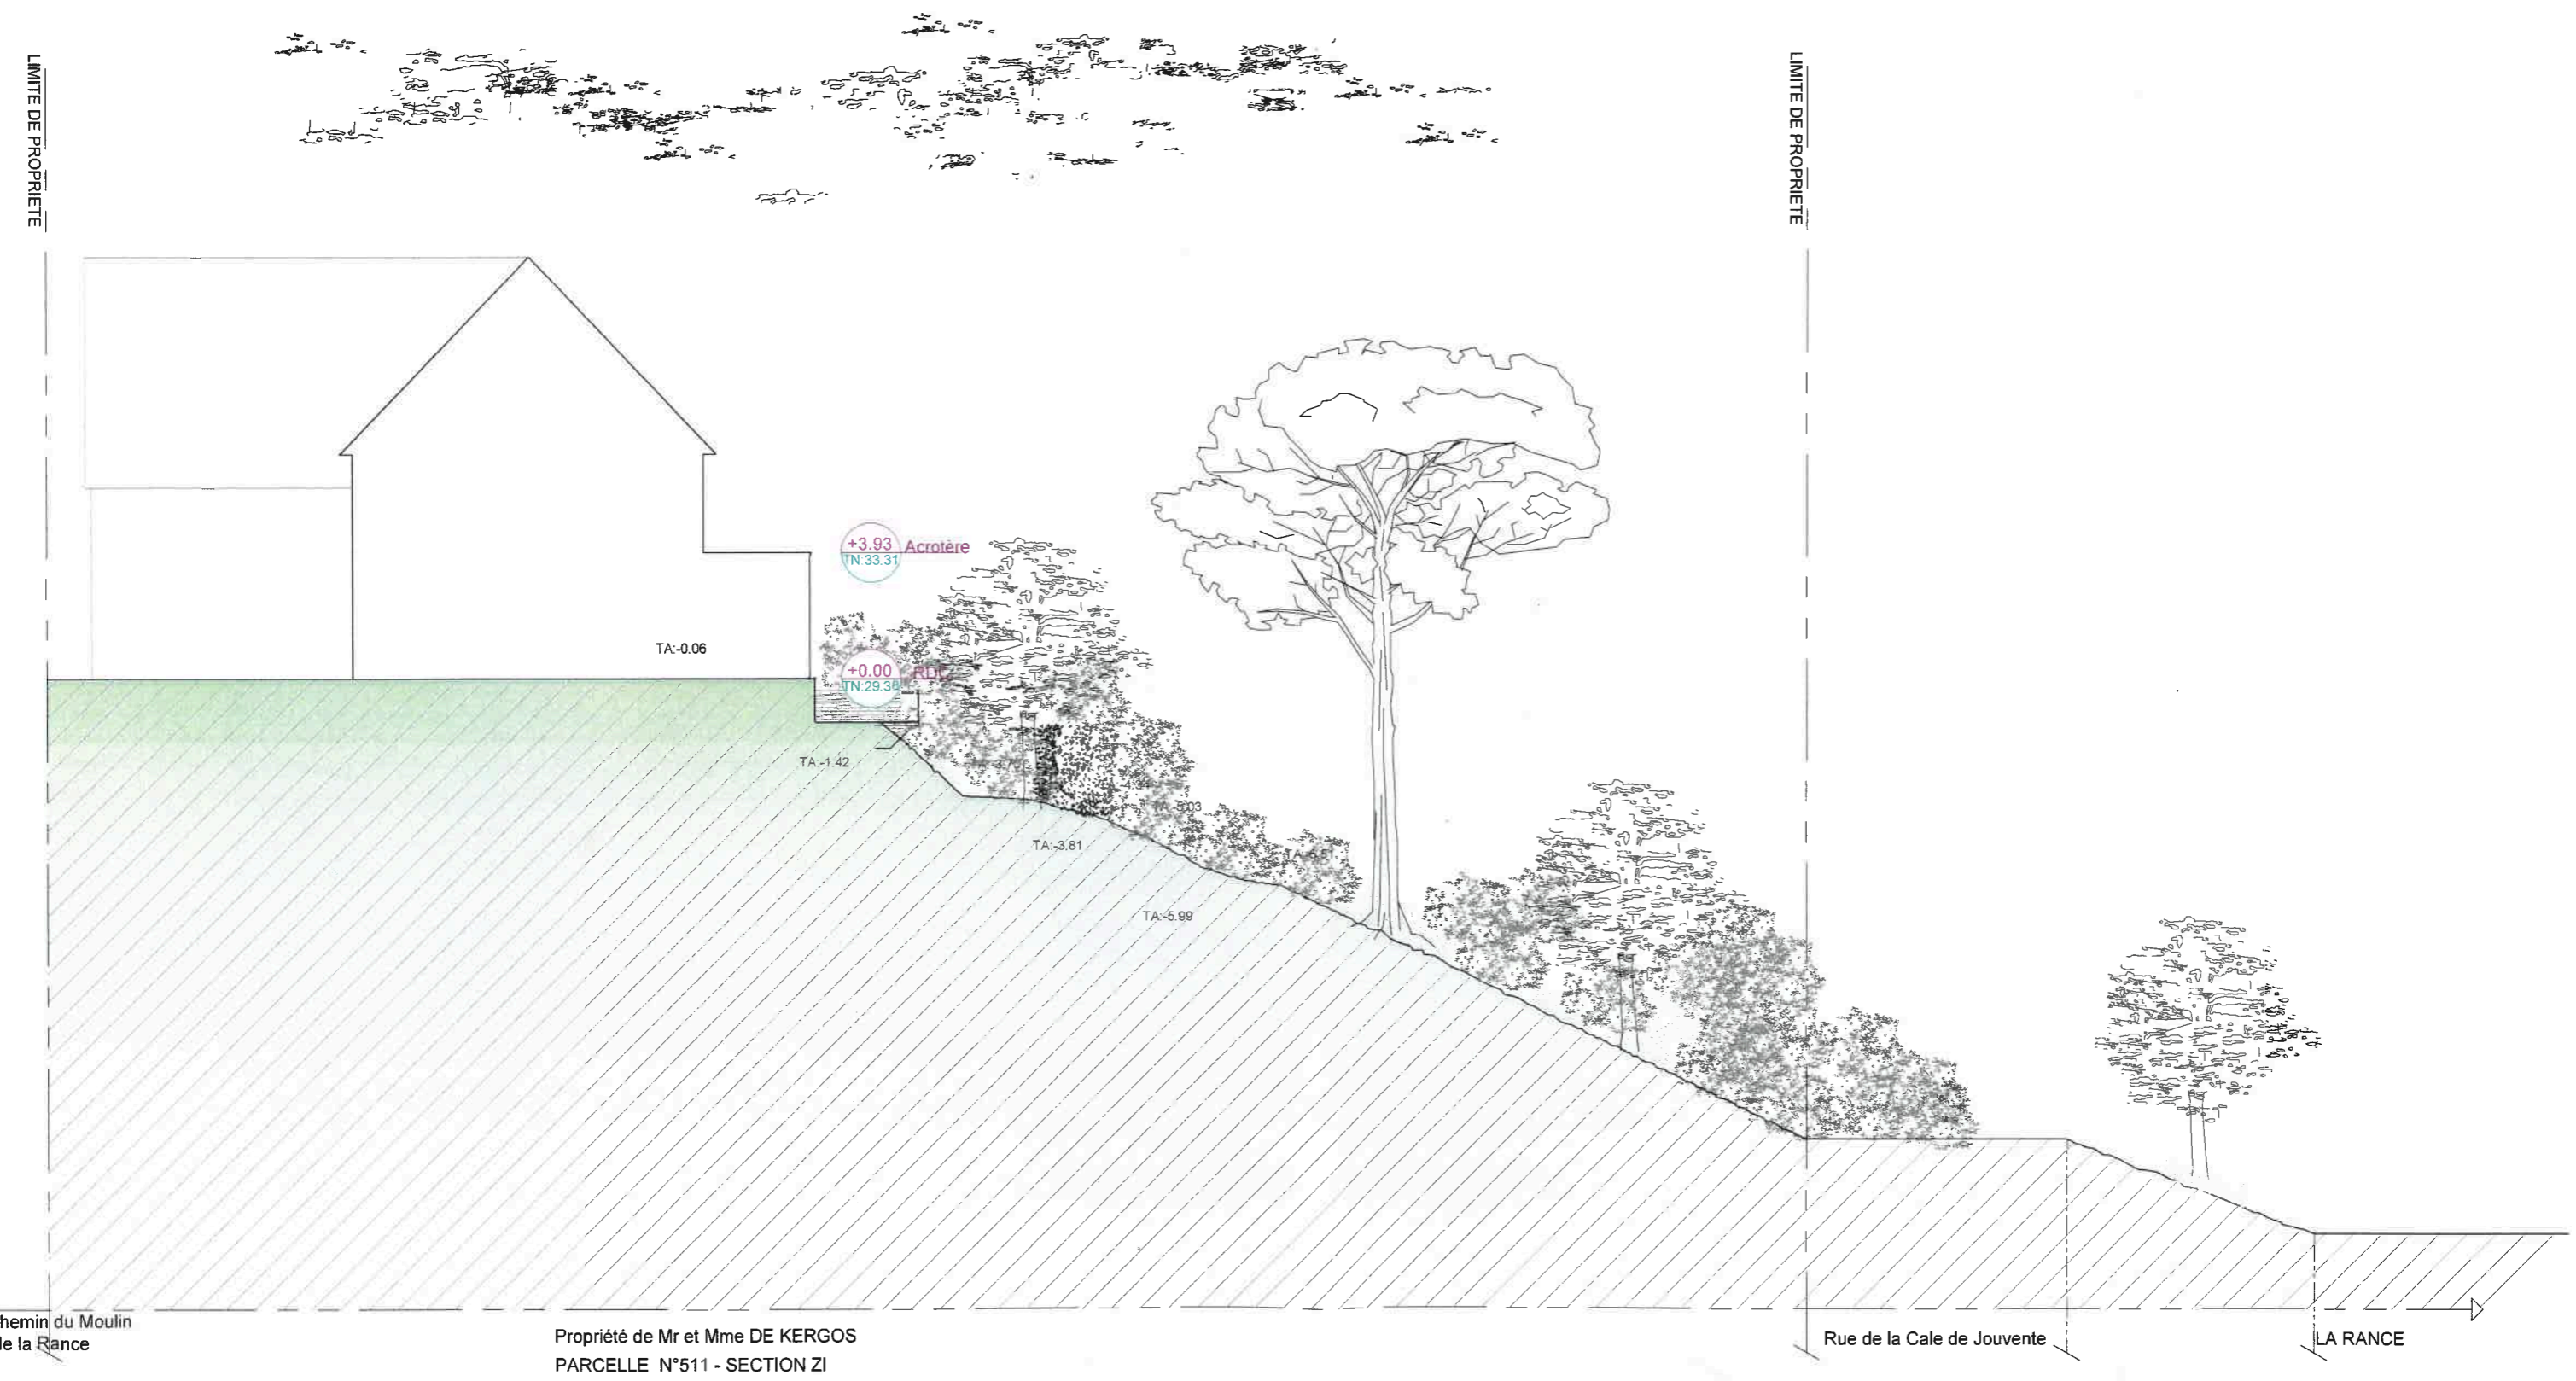 LIMITE DE PROPRIETE
LIMITE DE PROPRIETE
+3.93 Acrotère
TN:33.31
TA:-0.06
+0.00 RDC
TN:29.38
TA:-1.42
TA:-3.81
TA:-5.99
hemin du Moulin
de la Rance
Propriété de Mr et Mme DE KERGOS
PARCELLE N°511 - SECTION ZI
Rue de la Cale de Jouvente
LA RANCE